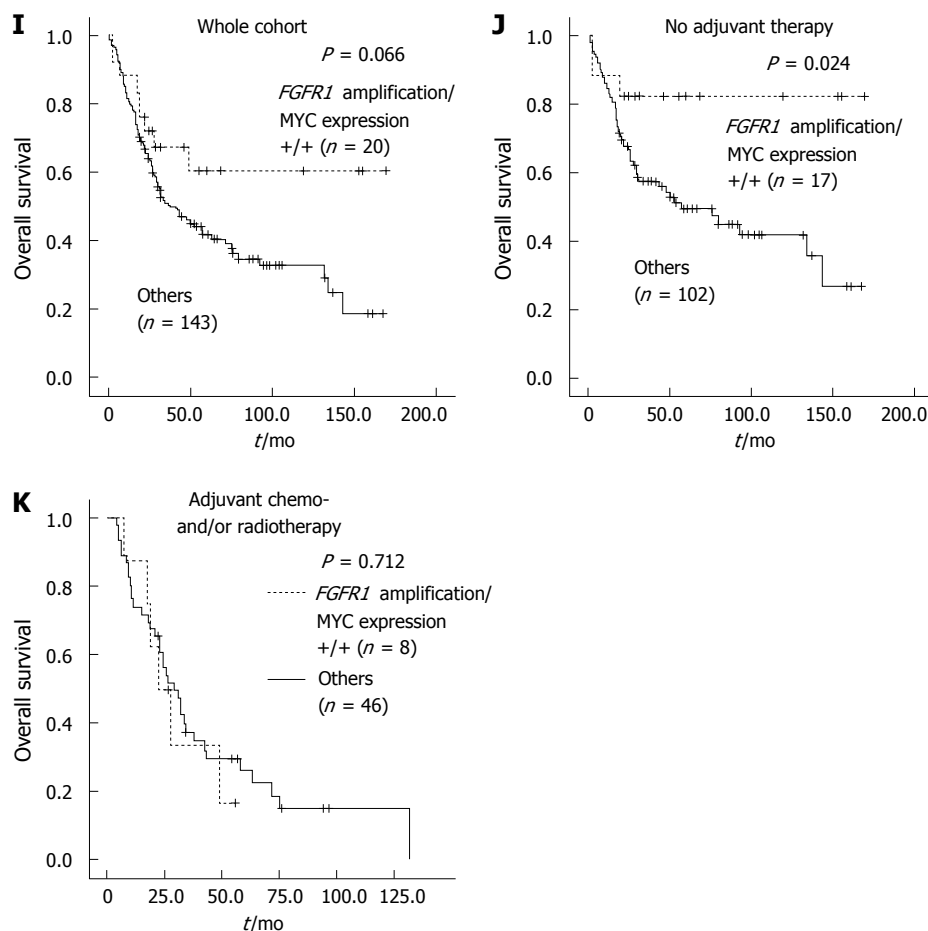 I
Whole cohort
P = 0.066
FGFR1 amplification/
MYC expression
+/+ (n = 20)
Others
(n = 143)
Overall survival
1.0
0.8
0.6
0.4
0.2
0.0
0 50.0 100.0 150.0 200.0
t/mo
J
No adjuvant therapy
P = 0.024
FGFR1 amplification/
MYC expression
+/+ (n = 17)
Others
(n = 102)
Overall survival
1.0
0.8
0.6
0.4
0.2
0.0
0 50.0 100.0 150.0 200.0
t/mo
K
Adjuvant chemo-
and/or radiotherapy
P = 0.712
FGFR1 amplification/
MYC expression
+/+ (n = 8)
Others
(n = 46)
Overall survival
1.0
0.8
0.6
0.4
0.2
0.0
0 25.0 50.0 75.0 100.0 125.0
t/mo